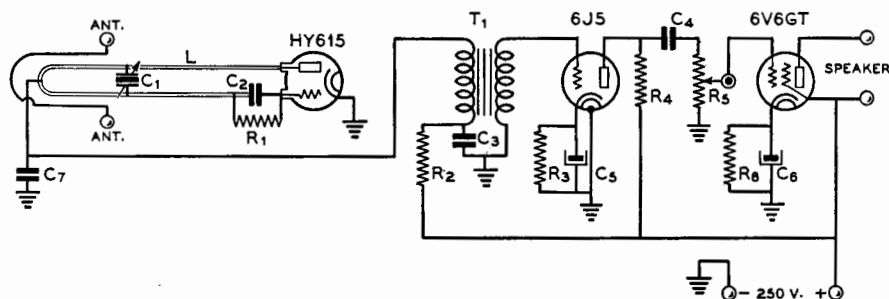 ANT.
ANT.
L
HY615
C1
C2
R1
C7
T1
R2
C3
6J5
R3
C5
R4
C4
R5
6V6GT
R6
C6
SPEAKER
- 250 V. +